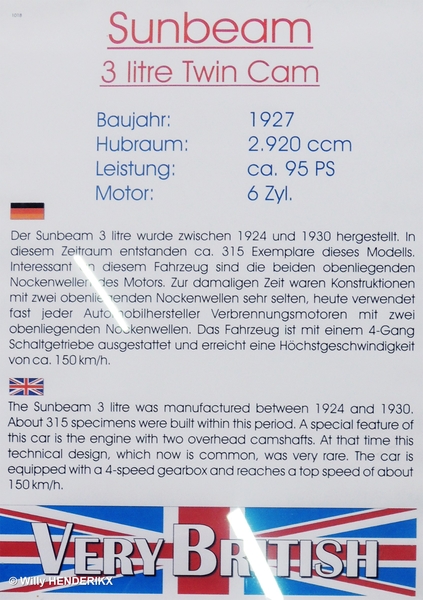 1019
Sunbeam
3 litre Twin Cam
Baujahr: 1927
Hubraum: 2.920 ccm
Leistung: ca. 95 PS
Motor: 6 Zyl.
Der Sunbeam 3 litre wurde zwischen 1924 und 1930 hergestellt. In
diesem Zeitraum entstanden ca. 315 Exemplare dieses Modells.
Interessant an diesem Fahrzeug sind die beiden obenliegenden
Nockenwellen des Motors. Zur damaligen Zeit waren Konstruktionen
mit zwei obenliegenden Nockenwellen sehr selten, heute verwendet
fast jeder Automobilhersteller Verbrennungsmotoren mit zwei
obenliegenden Nockenwellen. Das Fahrzeug ist mit einem 4-Gang
Schaltgetriebe ausgestattet und erreicht eine Höchstgeschwindigkeit
von ca. 150 km/h.
The Sunbeam 3 litre was manufactured between 1924 and 1930.
About 315 specimens were built within this period. A special feature of
this car is the engine with two overhead camshafts. At that time this
technical design, which now is common, was very rare. The car is
equipped with a 4-speed gearbox and reaches a top speed of about
150 km/h.
VERY BRITISH
© Willy HENDERIKX